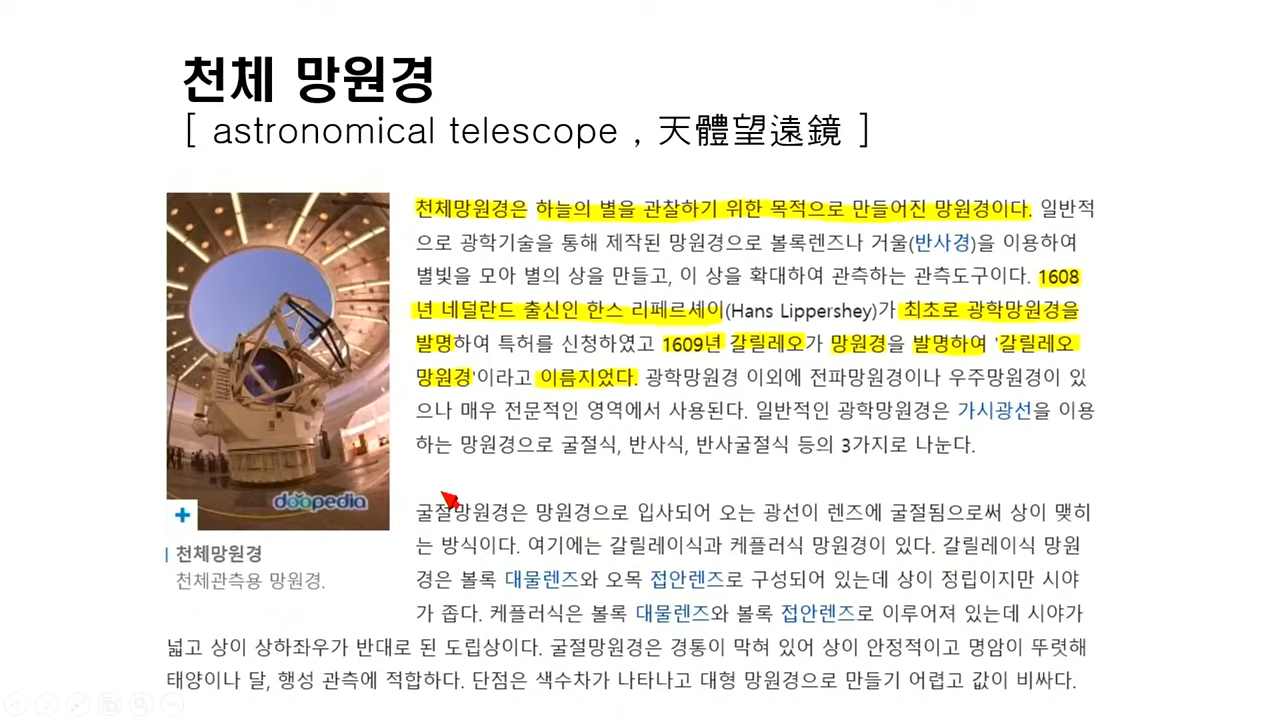 천체 망원경
[ astronomical telescope , 天體望遠鏡 ]
천체망원경은 하늘의 별을 관찰하기 위한 목적으로 만들어진 망원경이다. 일반적
으로 광학기술을 통해 제작된 망원경으로 볼록렌즈나 거울(반사경)을 이용하여
별빛을 모아 별의 상을 만들고, 이 상을 확대하여 관측하는 관측도구이다. 1608
년 네덜란드 출신인 한스 리페르셰이(Hans Lippershey)가 최초로 광학망원경을
발명하여 특허를 신청하였고 1609년 갈릴레오가 망원경을 발명하여 '갈릴레오
망원경'이라고 이름지었다. 광학망원경 이외에 전파망원경이나 우주망원경이 있
으나 매우 전문적인 영역에서 사용된다. 일반적인 광학망원경은 가시광선을 이용
하는 망원경으로 굴절식, 반사식, 반사굴절식 등의 3가지로 나눈다.
doopedia
천체망원경
천체관측용 망원경.
굴절망원경은 망원경으로 입사되어 오는 광선이 렌즈에 굴절됨으로써 상이 맺히
는 방식이다. 여기에는 갈릴레이식과 케플러식 망원경이 있다. 갈릴레이식 망원
경은 볼록 대물렌즈와 오목 접안렌즈로 구성되어 있는데 상이 정립이지만 시야
가 좁다. 케플러식은 볼록 대물렌즈와 볼록 접안렌즈로 이루어져 있는데 시야가
넓고 상이 상하좌우가 반대로 된 도립상이다. 굴절망원경은 경통이 막혀 있어 상이 안정적이고 명암이 뚜렷해
태양이나 달, 행성 관측에 적합하다. 단점은 색수차가 나타나고 대형 망원경으로 만들기 어렵고 값이 비싸다.